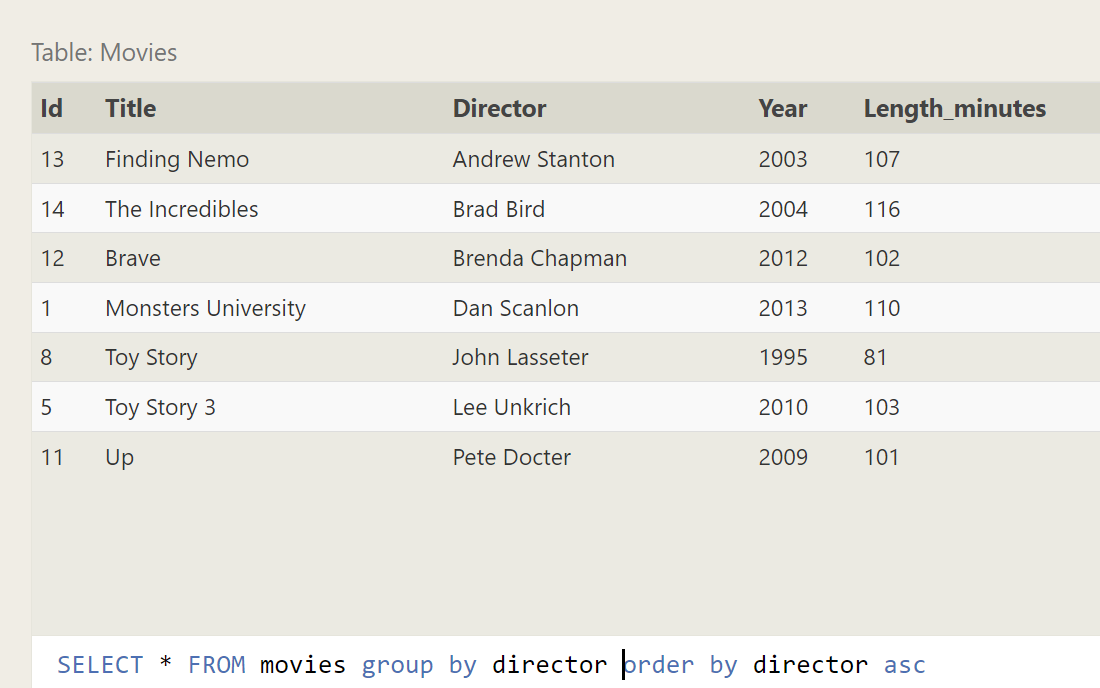 Table: Movies
Id Title Director Year Length_minutes
13 Finding Nemo Andrew Stanton 2003 107
14 The Incredibles Brad Bird 2004 116
12 Brave Brenda Chapman 2012 102
1 Monsters University Dan Scanlon 2013 110
8 Toy Story John Lasseter 1995 81
5 Toy Story 3 Lee Unkrich 2010 103
11 Up Pete Docter 2009 101
SELECT * FROM movies group by director order by director asc